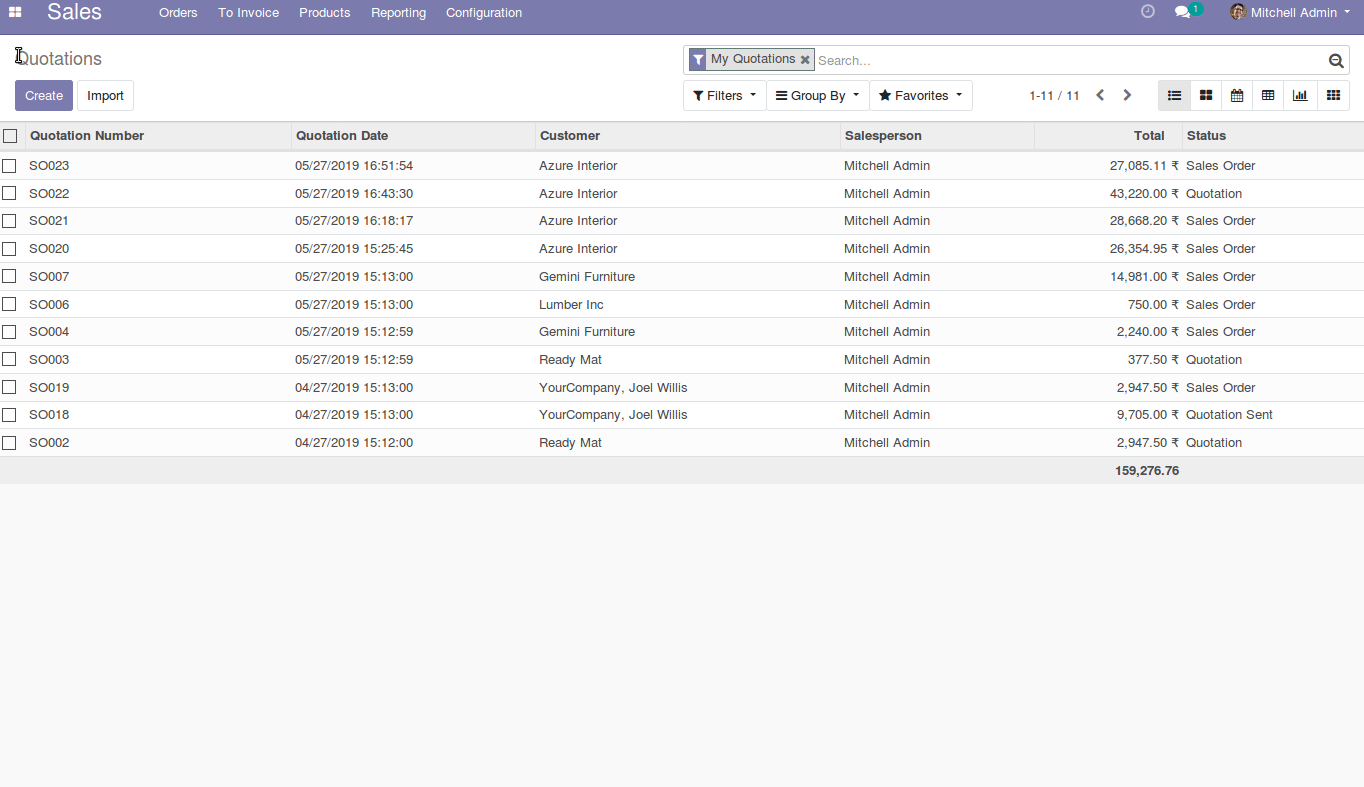 Sales Orders To Invoice Products Reporting Configuration 1 Mitchell Admin
Quotations My Quotations Search...
Create Import Filters Group By Favorites 1-11 / 11
Quotation Number Quotation Date Customer Salesperson Total Status
SO023 05/27/2019 16:51:54 Azure Interior Mitchell Admin 27,085.11 ₹ Sales Order
SO022 05/27/2019 16:43:30 Azure Interior Mitchell Admin 43,220.00 ₹ Quotation
SO021 05/27/2019 16:18:17 Azure Interior Mitchell Admin 28,668.20 ₹ Sales Order
SO020 05/27/2019 15:25:45 Azure Interior Mitchell Admin 26,354.95 ₹ Sales Order
SO007 05/27/2019 15:13:00 Gemini Furniture Mitchell Admin 14,981.00 ₹ Sales Order
SO006 05/27/2019 15:13:00 Lumber Inc Mitchell Admin 750.00 ₹ Sales Order
SO004 05/27/2019 15:12:59 Gemini Furniture Mitchell Admin 2,240.00 ₹ Sales Order
SO003 05/27/2019 15:12:59 Ready Mat Mitchell Admin 377.50 ₹ Quotation
SO019 04/27/2019 15:13:00 YourCompany, Joel Willis Mitchell Admin 2,947.50 ₹ Sales Order
SO018 04/27/2019 15:13:00 YourCompany, Joel Willis Mitchell Admin 9,705.00 ₹ Quotation Sent
SO002 04/27/2019 15:12:00 Ready Mat Mitchell Admin 2,947.50 ₹ Quotation
159,276.76